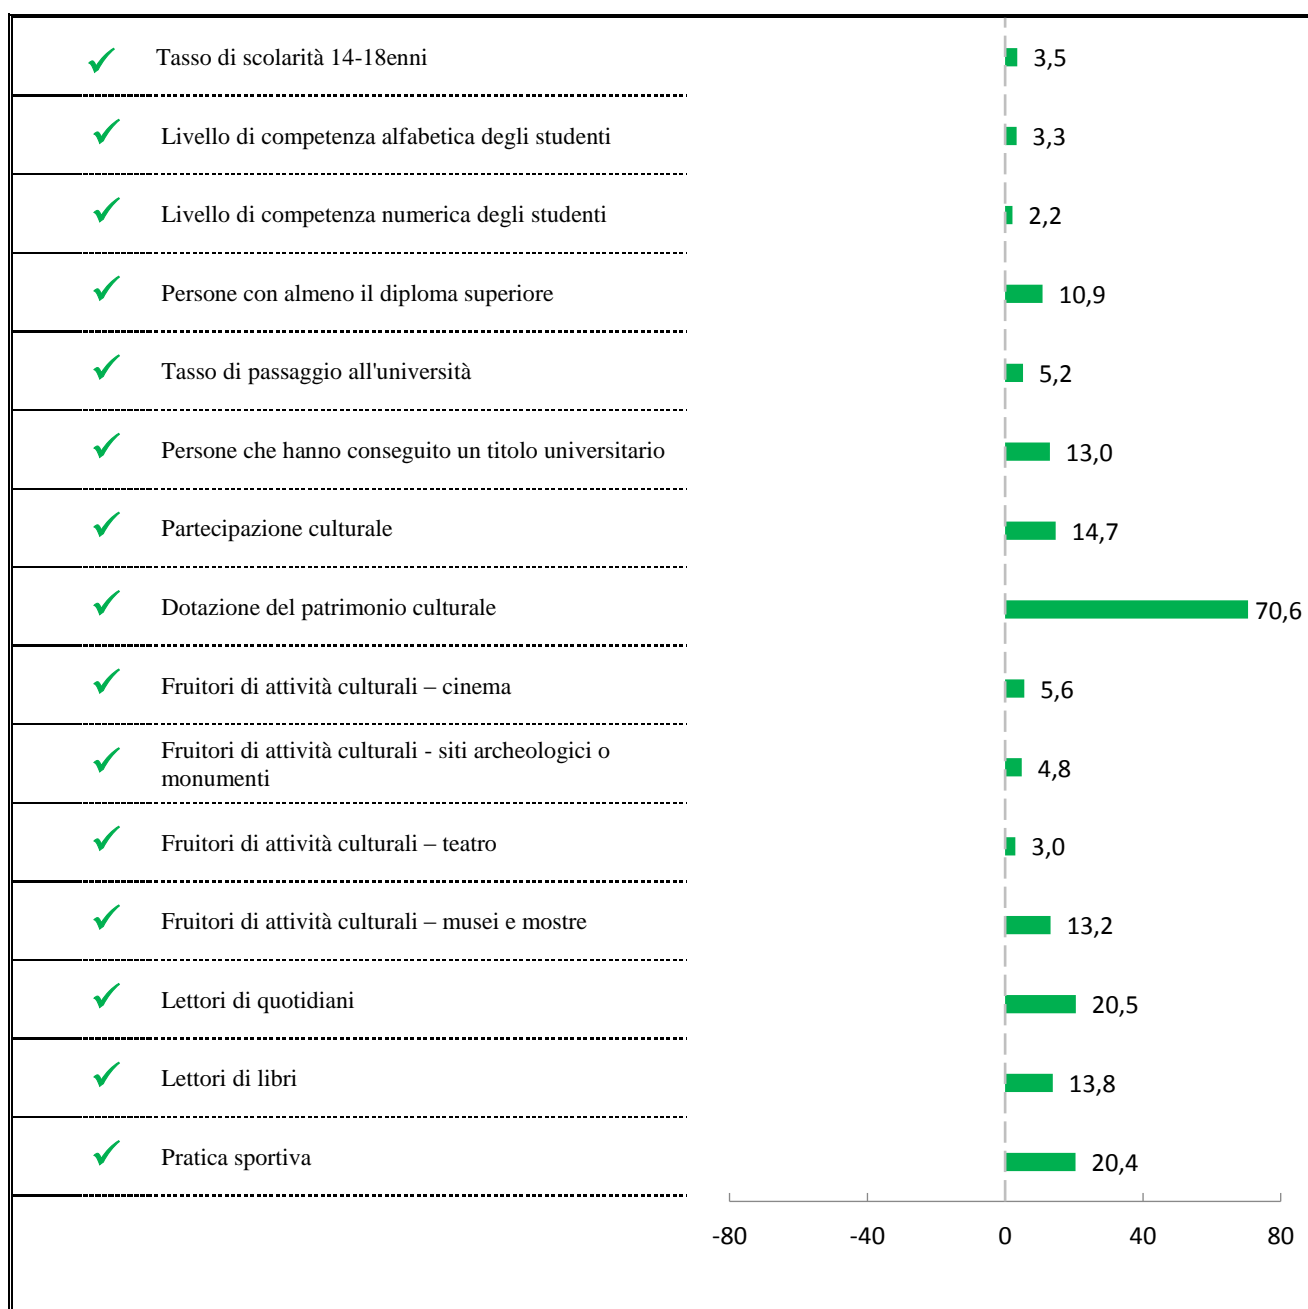 Tasso di scolarità 14-18enni 3,5
Livello di competenza alfabetica degli studenti 3,3
Livello di competenza numerica degli studenti 2,2
Persone con almeno il diploma superiore 10,9
Tasso di passaggio all'università 5,2
Persone che hanno conseguito un titolo universitario 13,0
Partecipazione culturale 14,7
Dotazione del patrimonio culturale 70,6
Fruitori di attività culturali – cinema 5,6
Fruitori di attività culturali - siti archeologici o
monumenti 4,8
Fruitori di attività culturali – teatro 3,0
Fruitori di attività culturali – musei e mostre 13,2
Lettori di quotidiani 20,5
Lettori di libri 13,8
Pratica sportiva 20,4
-80 -40 0 40 80